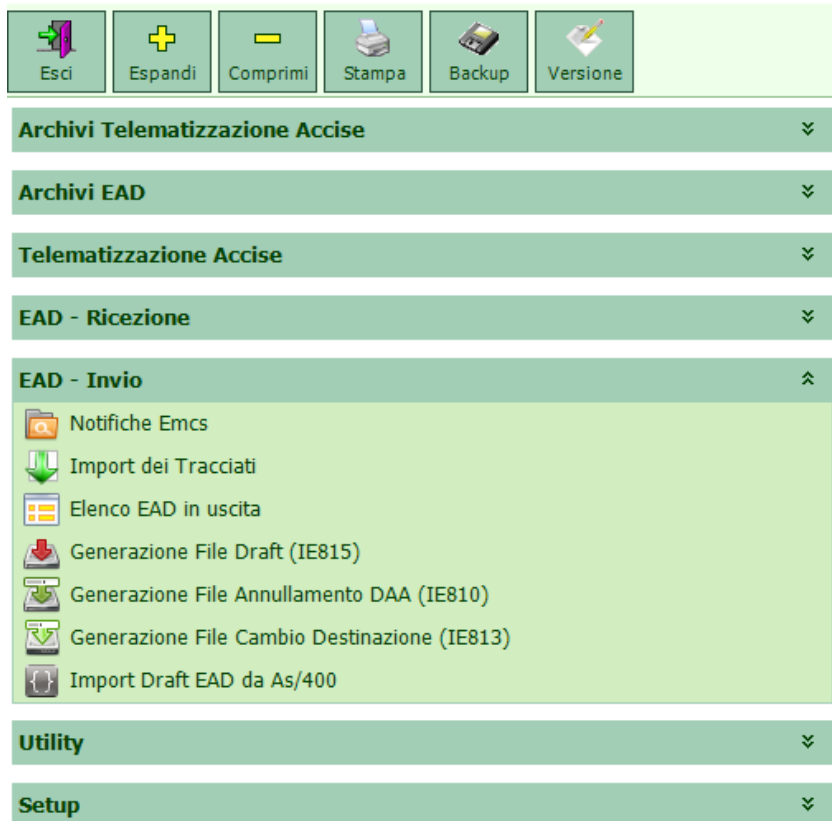 Esci Espandi Comprimi Stampa Backup Versione
Archivi Telematizzazione Accise
Archivi EAD
Telematizzazione Accise
EAD - Ricezione
EAD - Invio
Notifiche Emcs
Import dei Tracciati
Elenco EAD in uscita
Generazione File Draft (IE815)
Generazione File Annullamento DAA (IE810)
Generazione File Cambio Destinazione (IE813)
Import Draft EAD da As/400
Utility
Setup